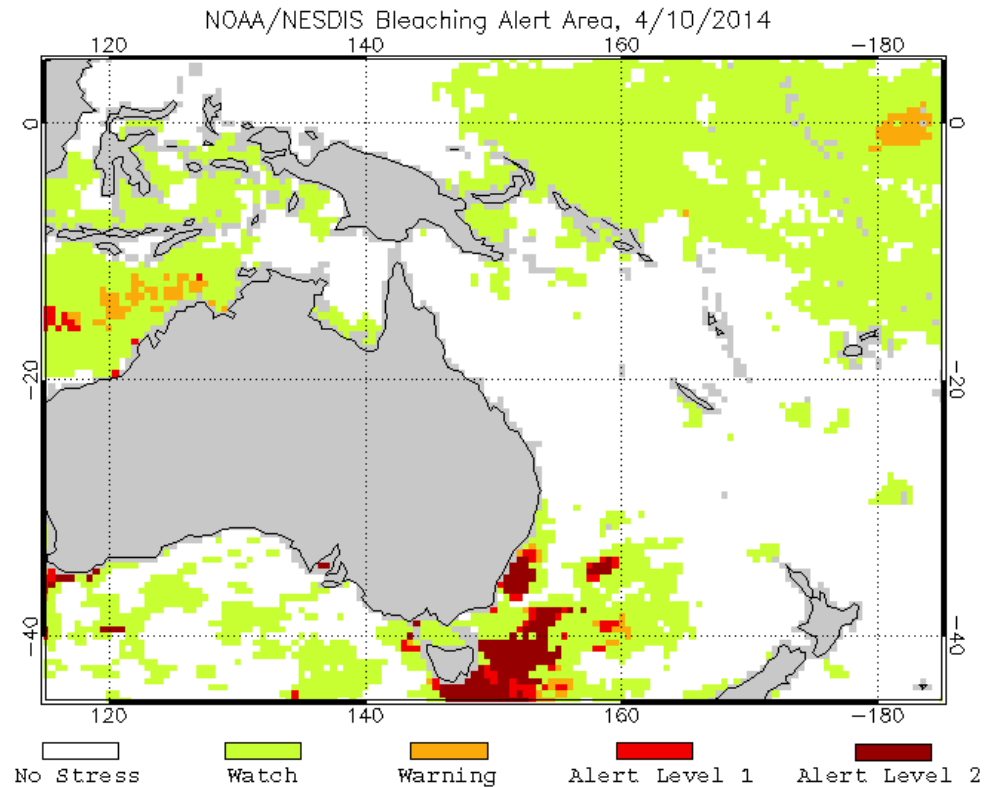 NOAA/NESDIS Bleaching Alert Area, 4/10/2014
120 140 160 -180
0 0
-20 -20
-40 -40
120 140 160 -180
No Stress Watch Warning Alert Level 1 Alert Level 2